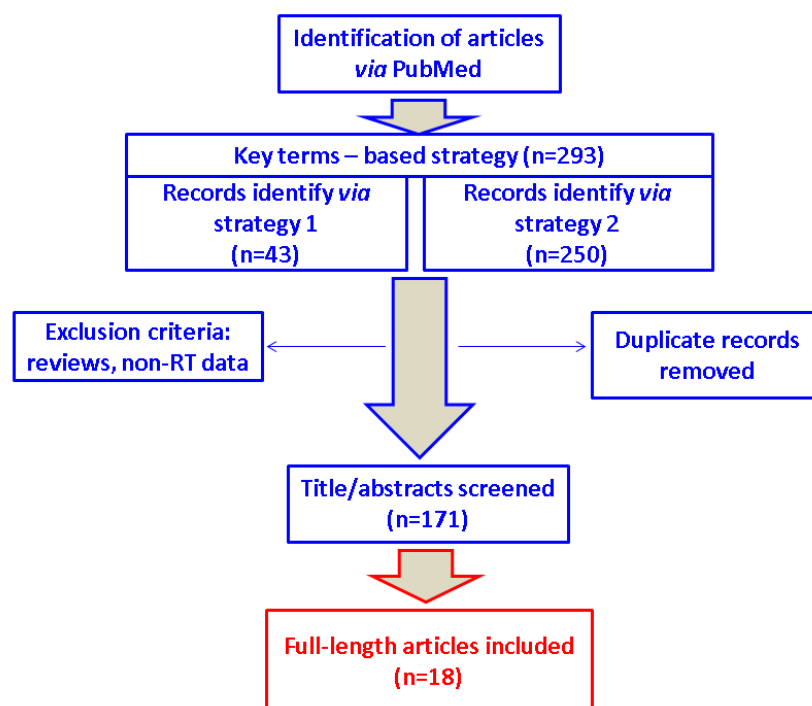 Identification of articles
via PubMed
Key terms – based strategy (n=293)
Records identify via
strategy 1
(n=43)
Records identify via
strategy 2
(n=250)
Exclusion criteria:
reviews, non-RT data
Duplicate records
removed
Title/abstracts screened
(n=171)
Full-length articles included
(n=18)